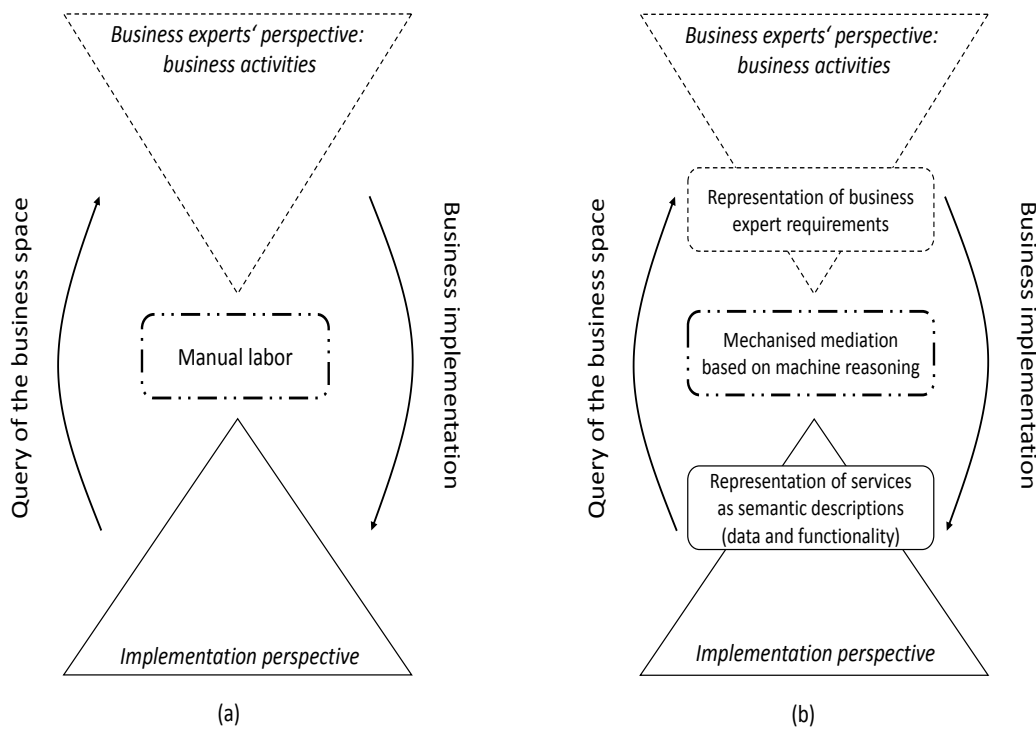 Business experts‘ perspective:
business activities
Query of the business space
Manual labor
Business implementation
Implementation perspective
(a)
Business experts‘ perspective:
business activities
Representation of business
expert requirements
Query of the business space
Mechanised mediation
based on machine reasoning
Business implementation
Representation of services
as semantic descriptions
(data and functionality)
Implementation perspective
(b)